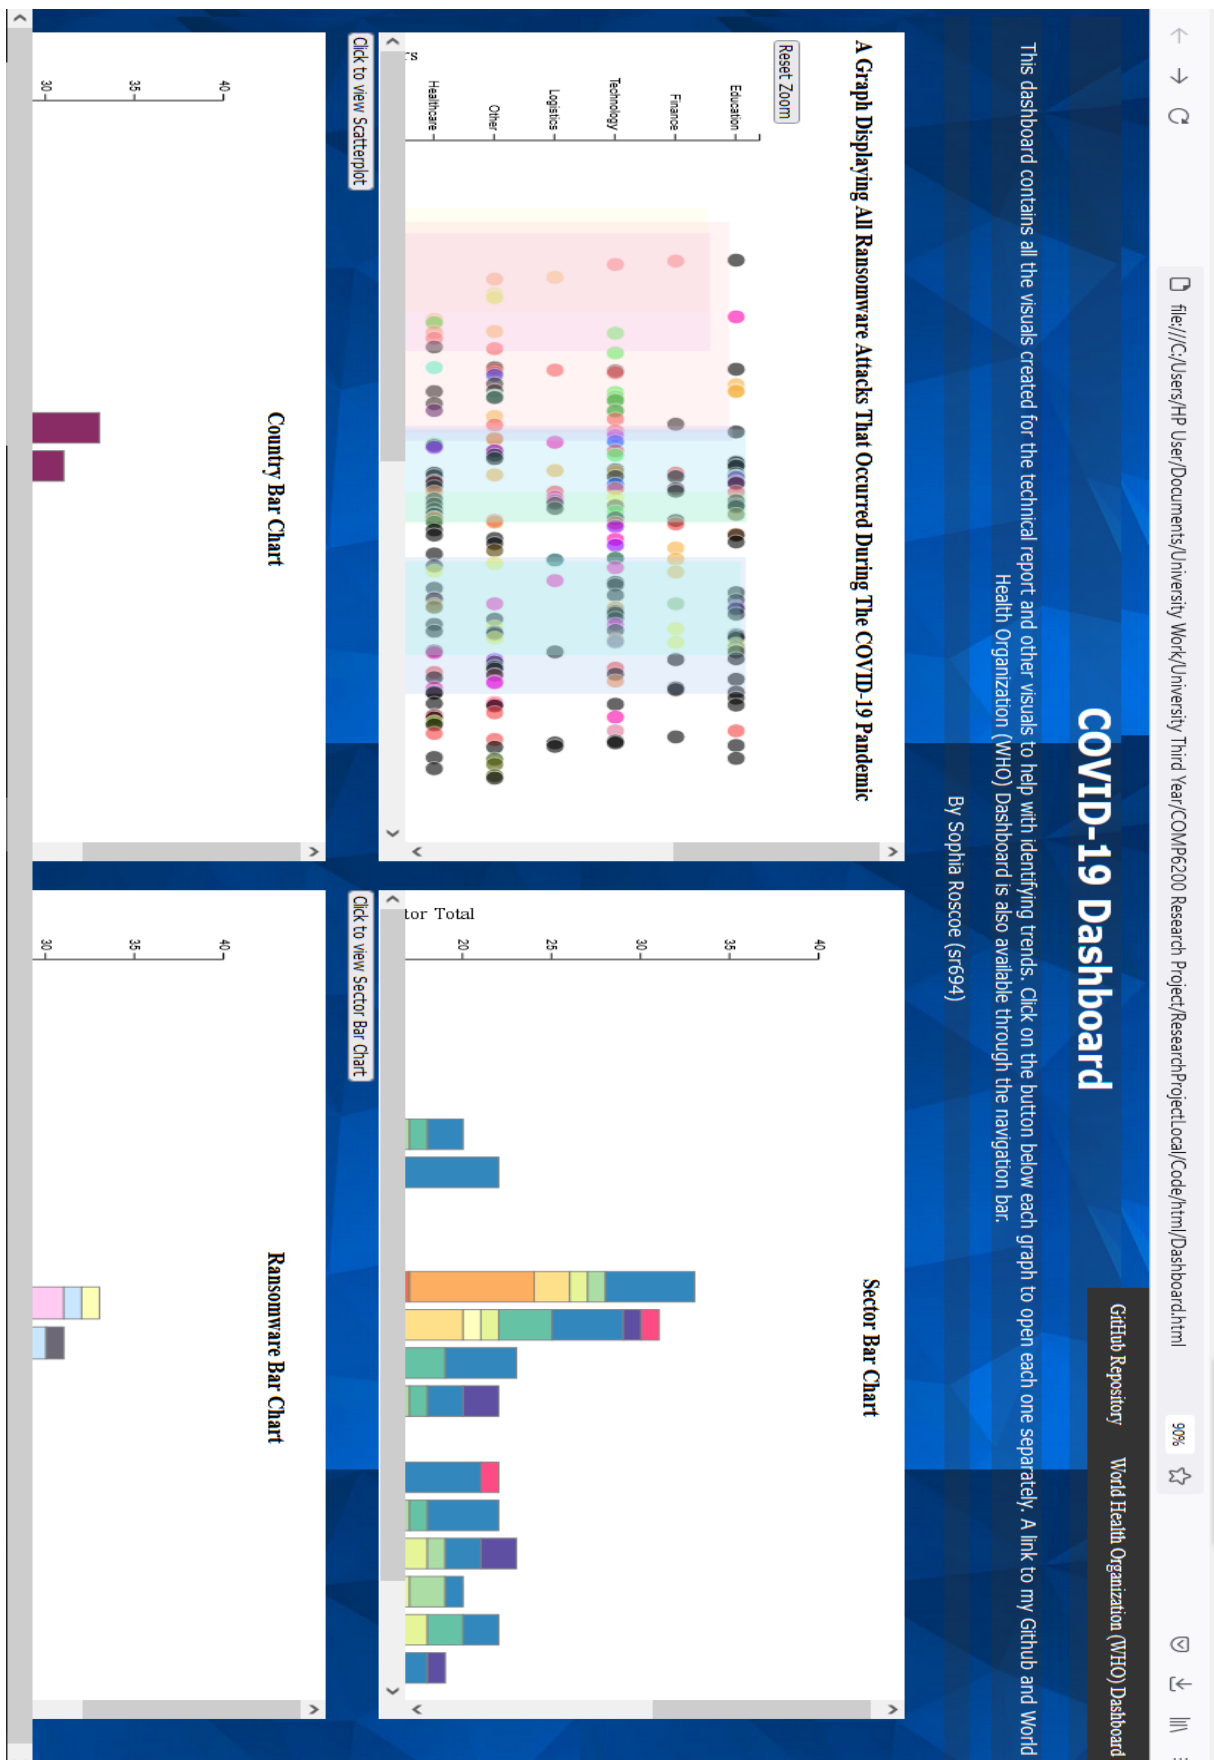 file:///C:/Users/HP User/Documents/University Work/University Third Year/COMP6200 Research Project/ResearchProjectLocal/Code/html/Dashboard.html
90%
GitHub Repository
World Health Organization (WHO) Dashboard
COVID-19 Dashboard
This dashboard contains all the visuals created for the technical report and other visuals to help with identifying trends. Click on the button below each graph to open each one separately. A link to my Github and World
Health Organization (WHO) Dashboard is also available through the navigation bar.
By Sophia Roscoe (sr694)
A Graph Displaying All Ransomware Attacks That Occurred During The COVID-19 Pandemic
Reset Zoom
Education
Finance
Technology
Logistics
Other
Healthcare
rs
Click to view Scatterplot
Sector Bar Chart
40
35
30
25
20
tor Total
Click to view Sector Bar Chart
Country Bar Chart
40
35
30
Ransomware Bar Chart
40
35
30